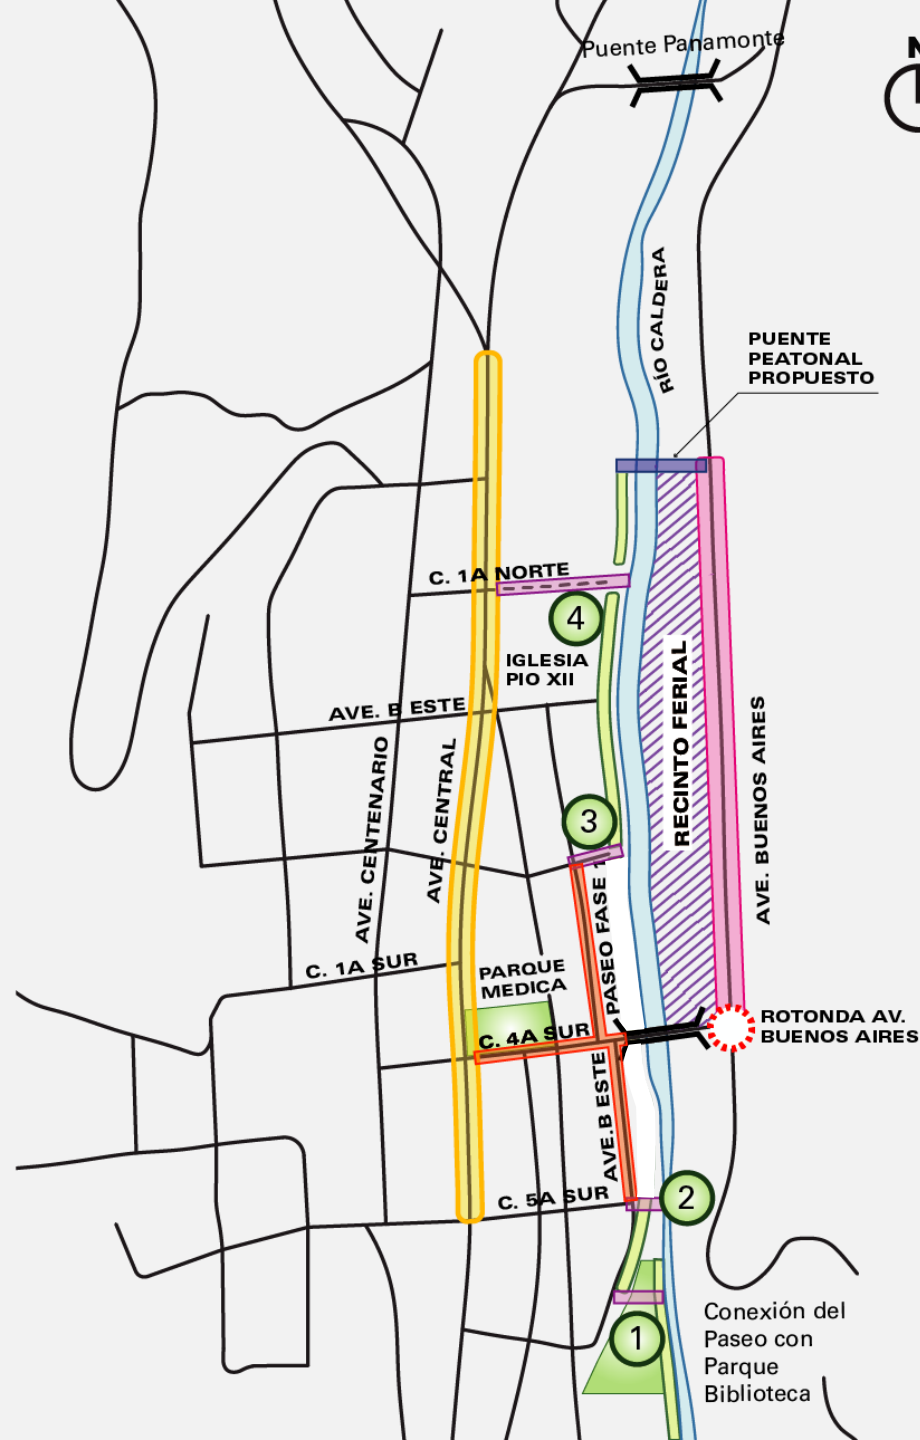 Puente Panamonte
N
RÍO CALDERA
PUENTE
PEATONAL
PROPUESTO
C. 1A NORTE
4
IGLESIA
PIO XII
AVE. B ESTE
RECINTO FERIAL
AVE. BUENOS AIRES
AVE. CENTENARIO
AVE. CENTRAL
3
PASEO FASE 1
C. 1A SUR
PARQUE
MEDICA
C. 4A SUR
ROTONDA AV.
BUENOS AIRES
AVE.B ESTE
C. 5A SUR
2
1
Conexión del
Paseo con
Parque
Biblioteca